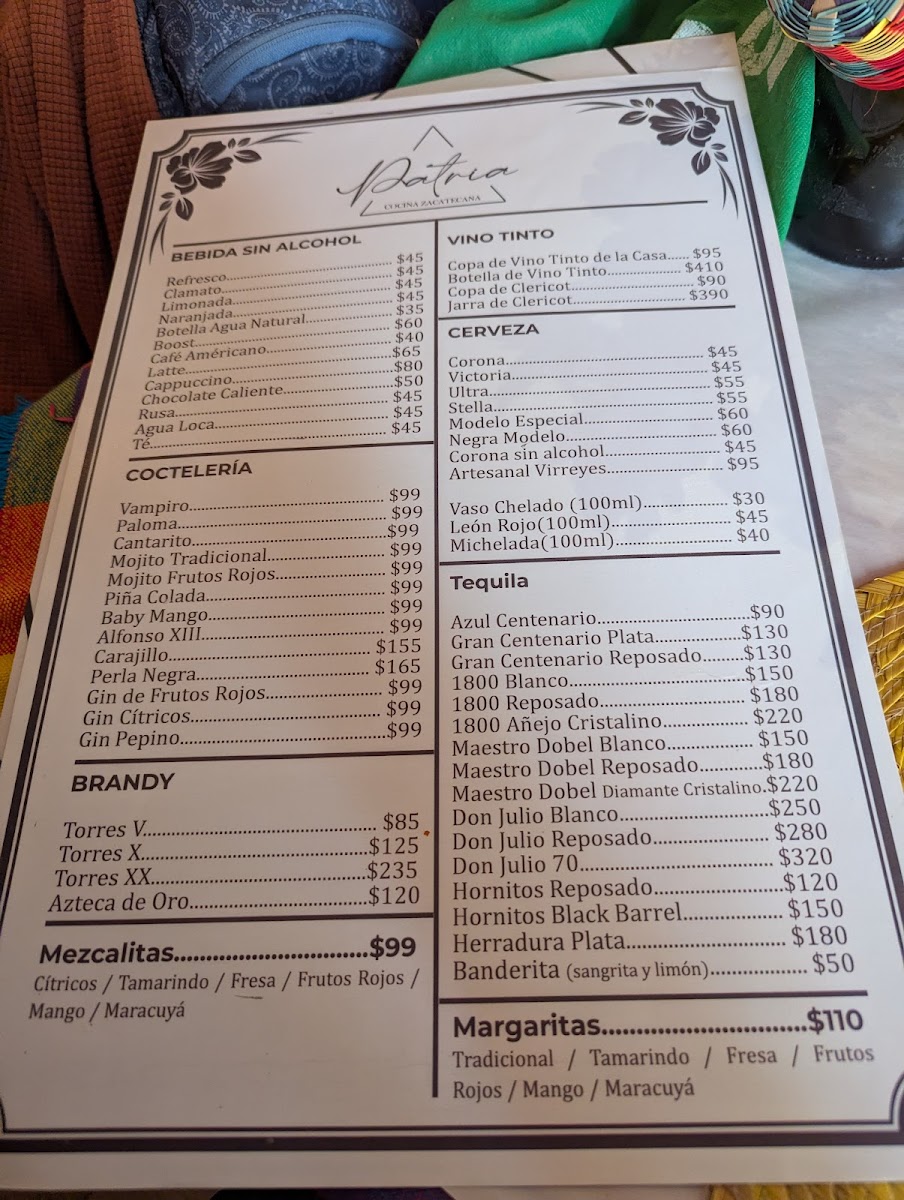 Patria
COCINA ZACATECANA
BEBIDA SIN ALCOHOL
Refresco........ $45
Clamato........ $45
Limonada........ $45
Naranjada........ $45
Botella Agua Natural........ $35
Boost........ $60
Café Américano........ $40
Latte........ $65
Cappuccino........ $80
Chocolate Caliente........ $50
Rusa........ $45
Agua Loca........ $45
Té........ $45
COCTELERÍA
Vampiro........ $99
Paloma........ $99
Cantarito........ $99
Mojito Tradicional........ $99
Mojito Frutos Rojos........ $99
Piña Colada........ $99
Baby Mango........ $99
Alfonso XIII........ $99
Carajillo........ $155
Perla Negra........ $165
Gin de Frutos Rojos........ $99
Gin Cítricos........ $99
Gin Pepino........ $99
BRANDY
Torres V........ $85
Torres X........ $125
Torres XX........ $235
Azteca de Oro........ $120
Mezcalitas........ $99
Cítricos / Tamarindo / Fresa / Frutos Rojos /
Mango / Maracuyá
VINO TINTO
Copa de Vino Tinto de la Casa..... $95
Botella de Vino Tinto........ $410
Copa de Clericot........ $90
Jarra de Clericot........ $390
CERVEZA
Corona........ $45
Victoria........ $45
Ultra........ $55
Stella........ $55
Modelo Especial........ $60
Negra Modelo........ $60
Corona sin alcohol........ $45
Artesanal Virreyes........ $95
Vaso Chelado (100ml)........ $30
León Rojo(100ml)........ $45
Michelada(100ml)........ $40
Tequila
Azul Centenario........ $90
Gran Centenario Plata........ $130
Gran Centenario Reposado........ $130
1800 Blanco........ $150
1800 Reposado........ $180
1800 Añejo Cristalino........ $220
Maestro Dobel Blanco........ $150
Maestro Dobel Reposado........ $180
Maestro Dobel Diamante Cristalino.$220
Don Julio Blanco........ $250
Don Julio Reposado........ $280
Don Julio 70........ $320
Hornitos Reposado........ $120
Hornitos Black Barrel........ $150
Herradura Plata........ $180
Banderita (sangrita y limón)........ $50
Margaritas........ $110
Tradicional / Tamarindo / Fresa / Frutos
Rojos / Mango / Maracuyá